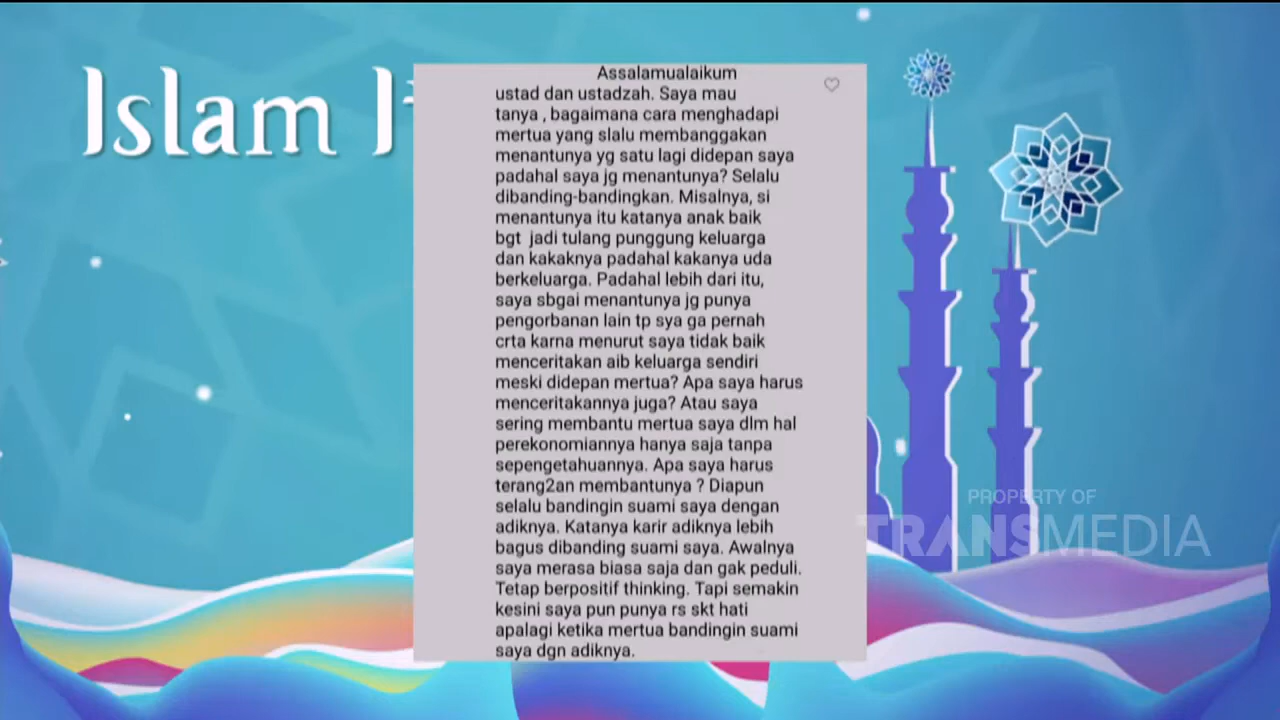 Islam I
Assalamualaikum
ustad dan ustadzah. Saya mau
tanya , bagaimana cara menghadapi
mertua yang slalu membanggakan
menantunya yg satu lagi didepan saya
padahal saya jg menantunya? Selalu
dibanding-bandingkan. Misalnya, si
menantunya itu katanya anak baik
bgt jadi tulang punggung keluarga
dan kakaknya padahal kakanya uda
berkeluarga. Padahal lebih dari itu,
saya sbgai menantunya jg punya
pengorbanan lain tp sya ga pernah
crta karna menurut saya tidak baik
menceritakan aib keluarga sendiri
meski didepan mertua? Apa saya harus
menceritakannya juga? Atau saya
sering membantu mertua saya dlm hal
perekonomiannya hanya saja tanpa
sepengetahuannya. Apa saya harus
terang2an membantunya ? Diapun
selalu bandingin suami saya dengan
adiknya. Katanya karir adiknya lebih
bagus dibanding suami saya. Awalnya
saya merasa biasa saja dan gak peduli.
Tetap berpositif thinking. Tapi semakin
kesini saya pun punya rs skt hati
apalagi ketika mertua bandingin suami
saya dgn adiknya.
PROPERTY OF
TRANSMEDIA